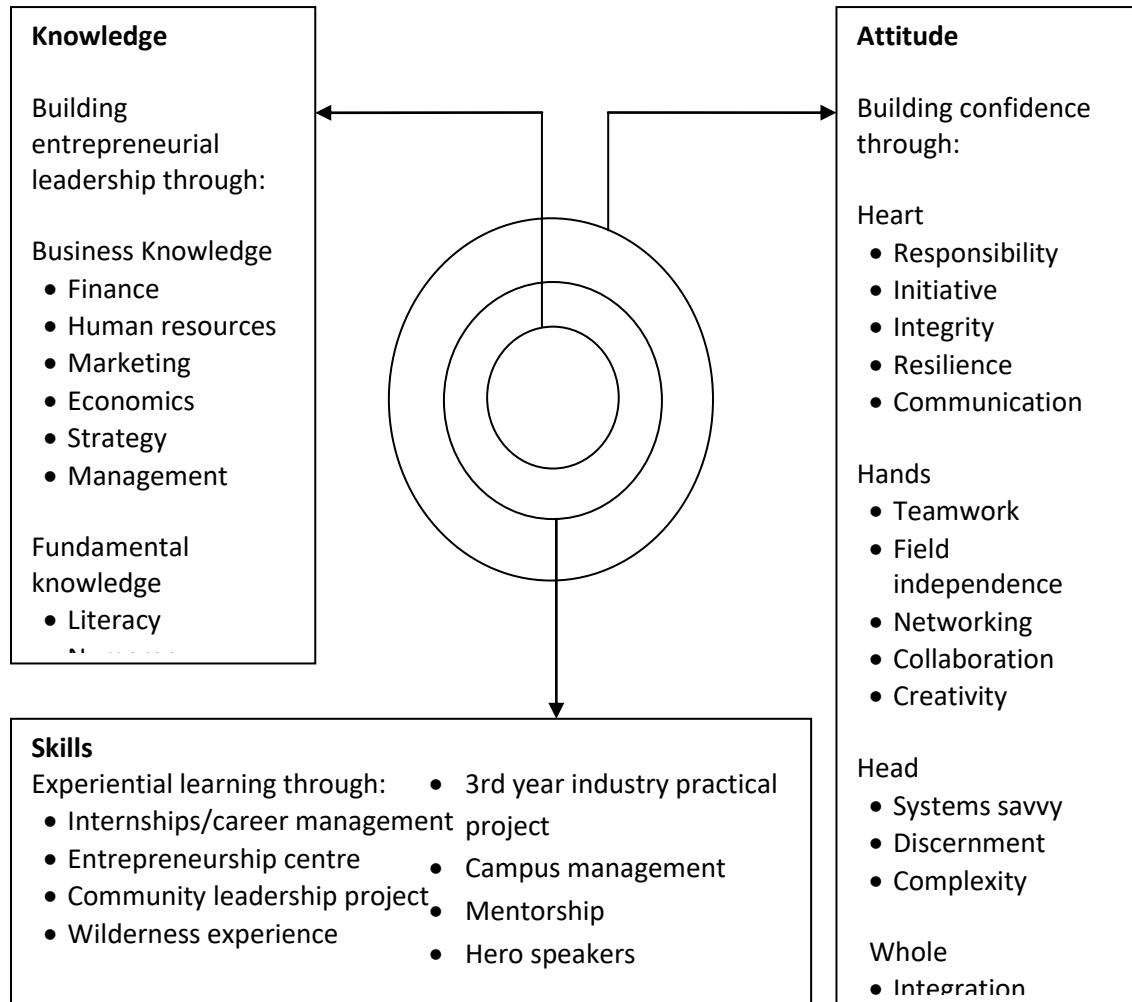 Knowledge
Building
entrepreneurial
leadership through:
Business Knowledge
• Finance
• Human resources
• Marketing
• Economics
• Strategy
• Management
Fundamental
knowledge
• Literacy
Attitude
Building confidence
through:
Heart
• Responsibility
• Initiative
• Integrity
• Resilience
• Communication
Hands
• Teamwork
• Field
independence
• Networking
• Collaboration
• Creativity
Head
• Systems savvy
• Discernment
• Complexity
Whole
• Integration
Skills
Experiential learning through:
• Internships/career management
• Entrepreneurship centre
• Community leadership project
• Wilderness experience
• 3rd year industry practical
project
• Campus management
• Mentorship
• Hero speakers